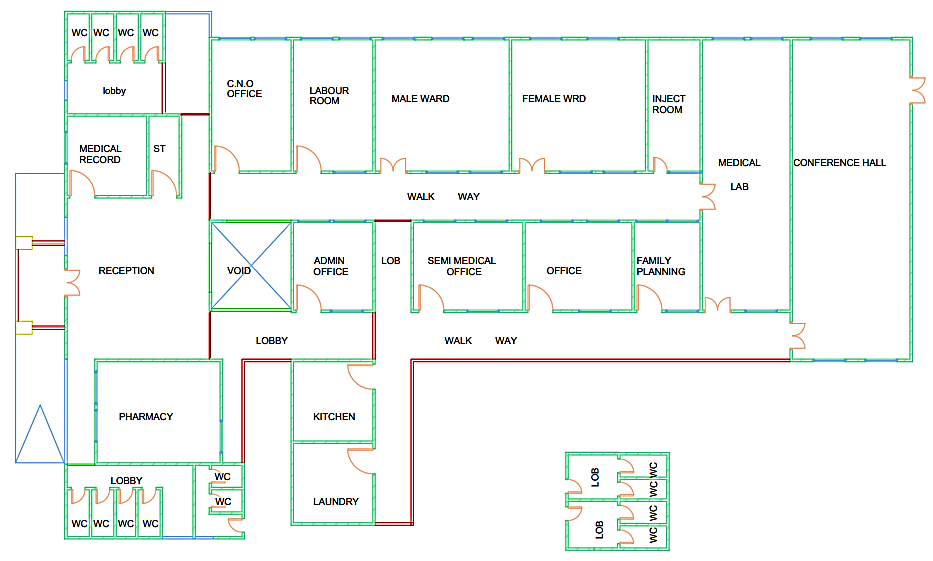 WC WC WC WC
lobby
C.N.O
OFFICE
LABOUR
ROOM
MALE WARD
FEMALE WRD
INJECT
ROOM
MEDICAL
RECORD
ST
MEDICAL
LAB
CONFERENCE HALL
WALK WAY
RECEPTION
VOID
ADMIN
OFFICE
LOB
SEMI MEDICAL
OFFICE
OFFICE
FAMILY
PLANNING
LOBBY
WALK WAY
PHARMACY
KITCHEN
LAUNDRY
LOBBY
WC
WC
WC WC WC WC
LOB
WC
WC
LOB
WC
WC